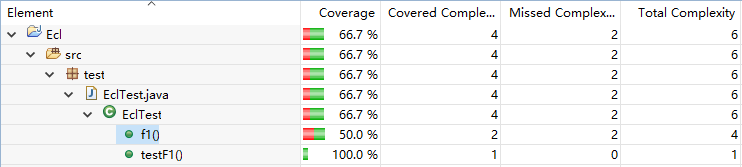 Element Coverage Covered Comple... Missed Complex... Total Complexity
Ecl 66.7 % 4 2 6
src 66.7 % 4 2 6
test 66.7 % 4 2 6
EclTest.java 66.7 % 4 2 6
EclTest 66.7 % 4 2 6
f1() 50.0 % 2 2 4
testF1() 100.0 % 1 0 1